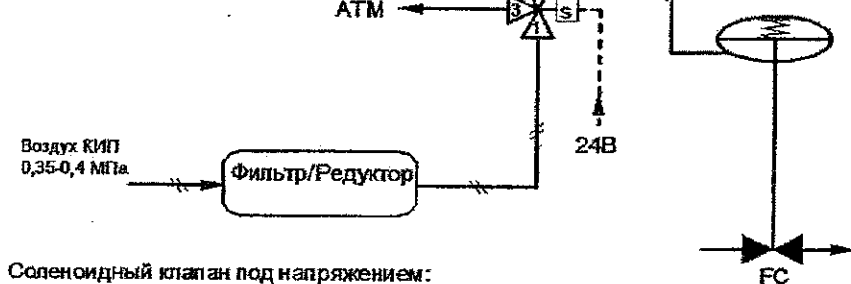 АТМ
3
S
1
24В
Воздух КИП
0,35-0,4 МПа
Фильтр/Редуктор
Соленоидный клапан под напряжением:
FC